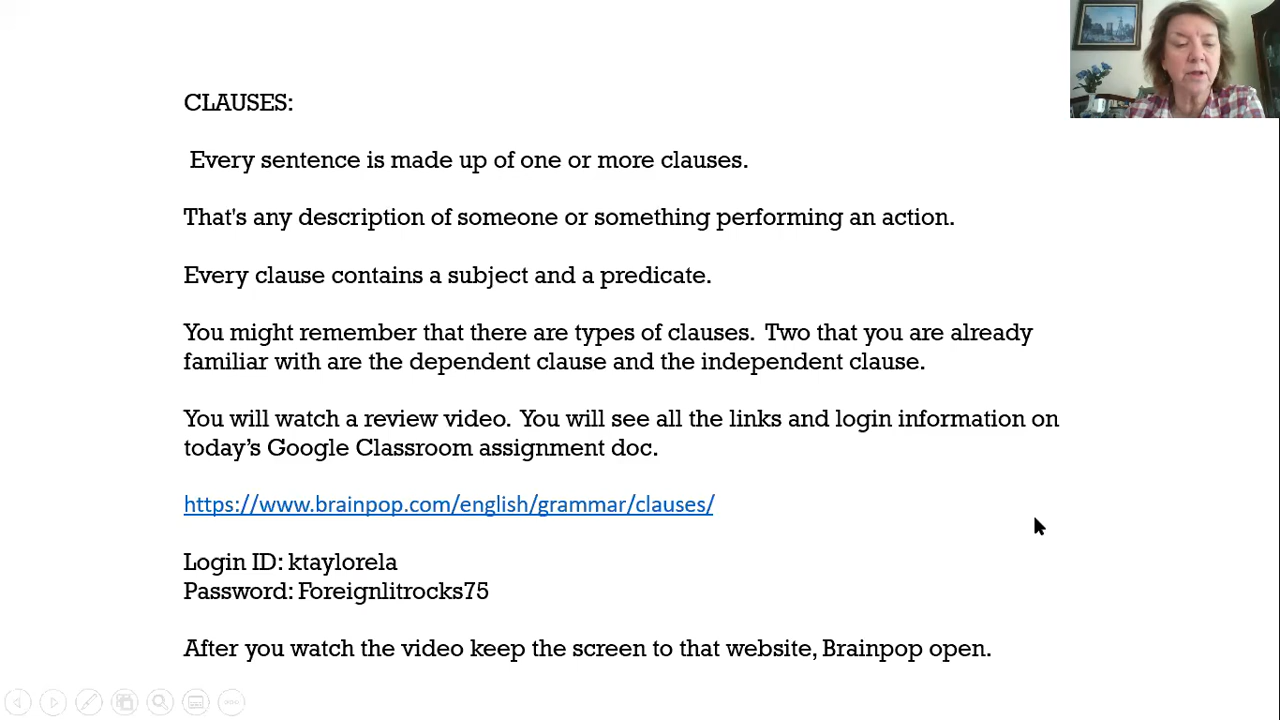 CLAUSES:
Every sentence is made up of one or more clauses.
That's any description of someone or something performing an action.
Every clause contains a subject and a predicate.
You might remember that there are types of clauses.  Two that you are already
familiar with are the dependent clause and the independent clause.
You will watch a review video.  You will see all the links and login information on
today’s Google Classroom assignment doc.
https://www.brainpop.com/english/grammar/clauses/
Login ID: ktaylorela
Password: Foreignlitrocks75
After you watch the video keep the screen to that website, Brainpop open.